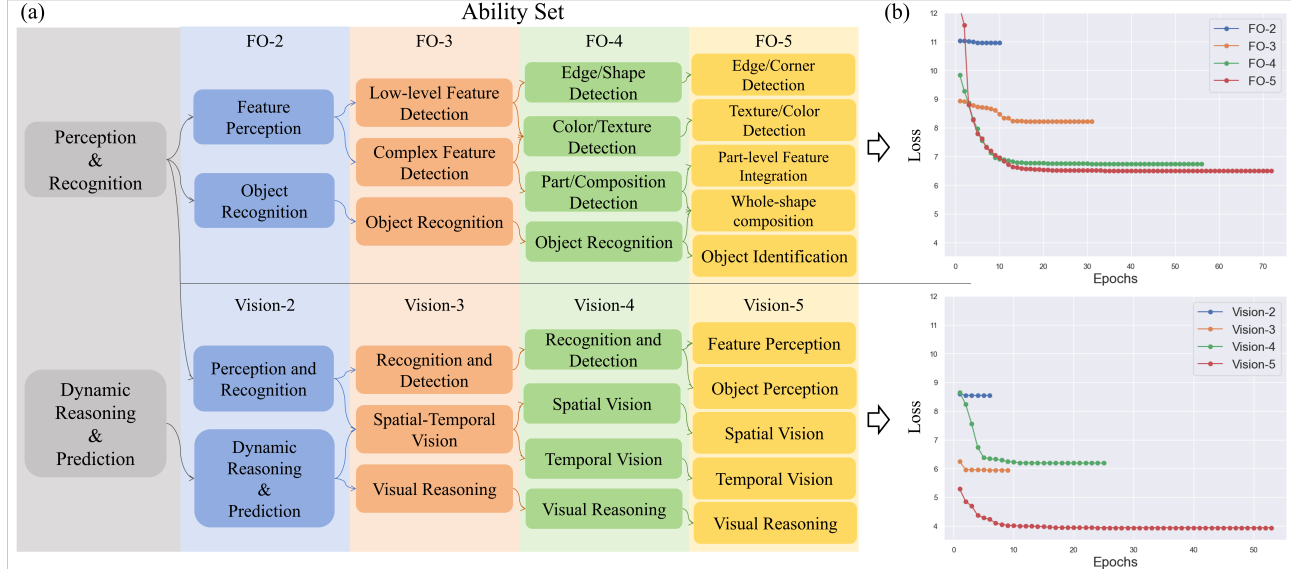 (a)
Ability Set
(b)
Perception
&
Recognition
Dynamic
Reasoning
&
Prediction
FO-2
Feature
Perception
Object
Recognition
FO-3
Low-level Feature
Detection
Complex Feature
Detection
Object Recognition
FO-4
Edge/Shape
Detection
Color/Texture
Detection
Part/Composition
Detection
Object Recognition
FO-5
Edge/Corner
Detection
Texture/Color
Detection
Part-level Feature
Integration
Whole-shape
composition
Object Identification
Vision-2
Perception and
Recognition
Dynamic
Reasoning
&
Prediction
Vision-3
Recognition and
Detection
Spatial-Temporal
Vision
Visual Reasoning
Vision-4
Recognition and
Detection
Spatial Vision
Temporal Vision
Visual Reasoning
Vision-5
Feature Perception
Object Perception
Spatial Vision
Temporal Vision
Visual Reasoning
Loss
12
11
10
9
8
7
6
5
4
0 10 20 30 40 50 60 70
Epochs
FO-2
FO-3
FO-4
FO-5
Loss
12
11
10
9
8
7
6
5
4
0 10 20 30 40 50
Epochs
Vision-2
Vision-3
Vision-4
Vision-5